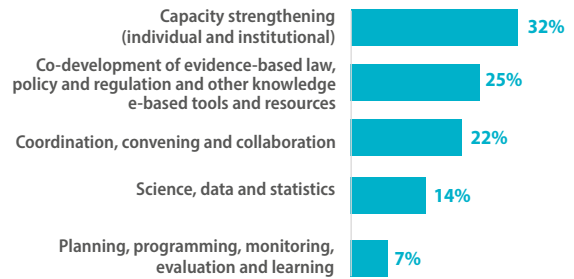 Capacity strengthening
(individual and institutional)
32%
Co-development of evidence-based law,
policy and regulation and other knowledge
e-based tools and resources
25%
Coordination, convening and collaboration
22%
Science, data and statistics
14%
Planning, programming, monitoring,
evaluation and learning
7%